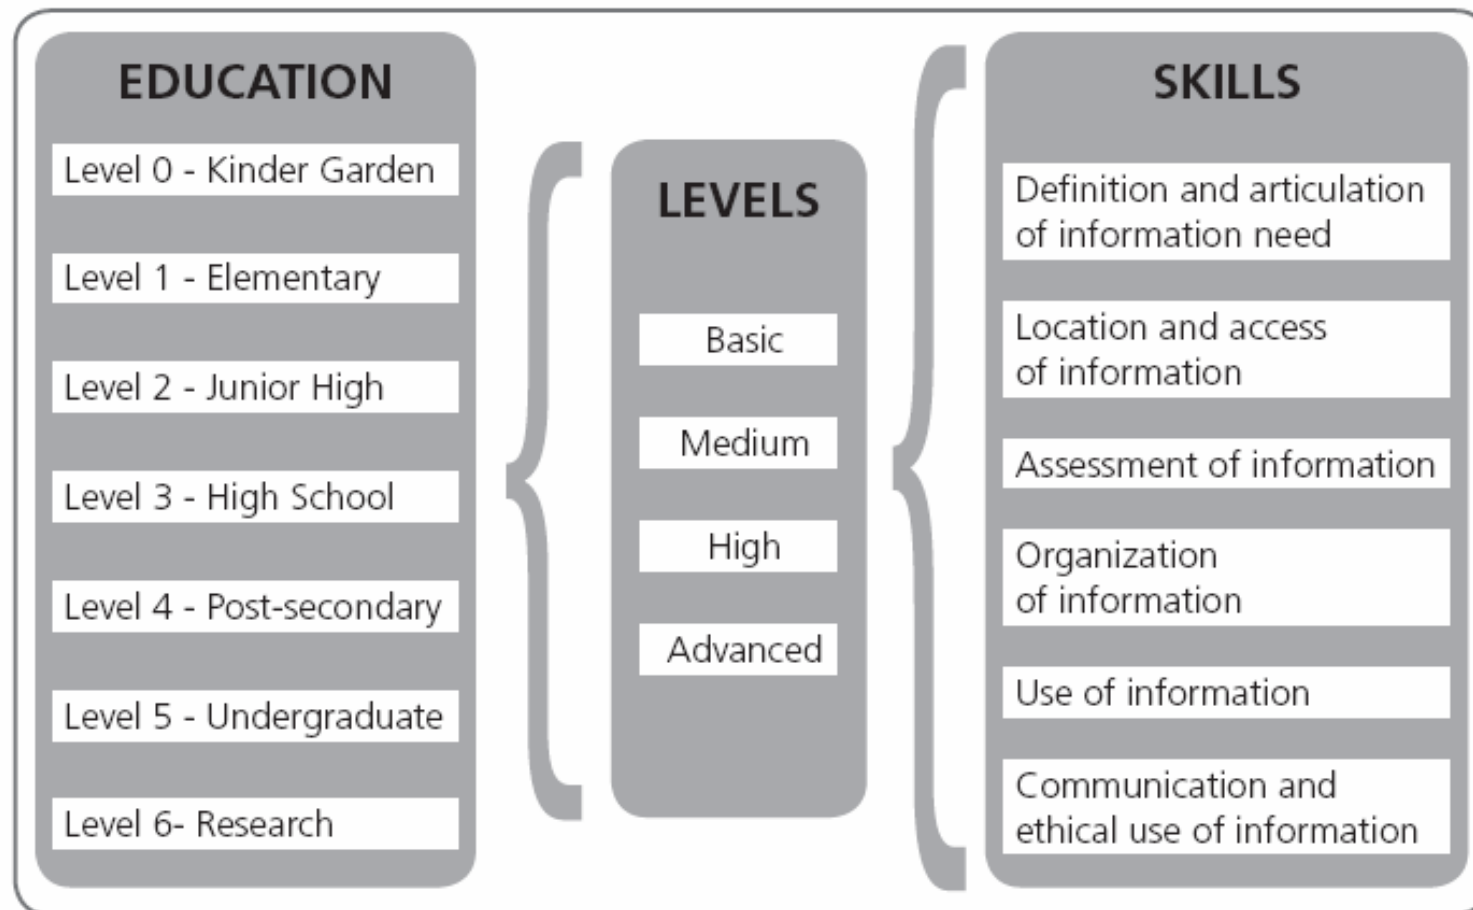 EDUCATION
Level 0 - Kinder Garden
Level 1 - Elementary
Level 2 - Junior High
Level 3 - High School
Level 4 - Post-secondary
Level 5 - Undergraduate
Level 6- Research
LEVELS
Basic
Medium
High
Advanced
SKILLS
Definition and articulation
of information need
Location and access
of information
Assessment of information
Organization
of information
Use of information
Communication and
ethical use of information